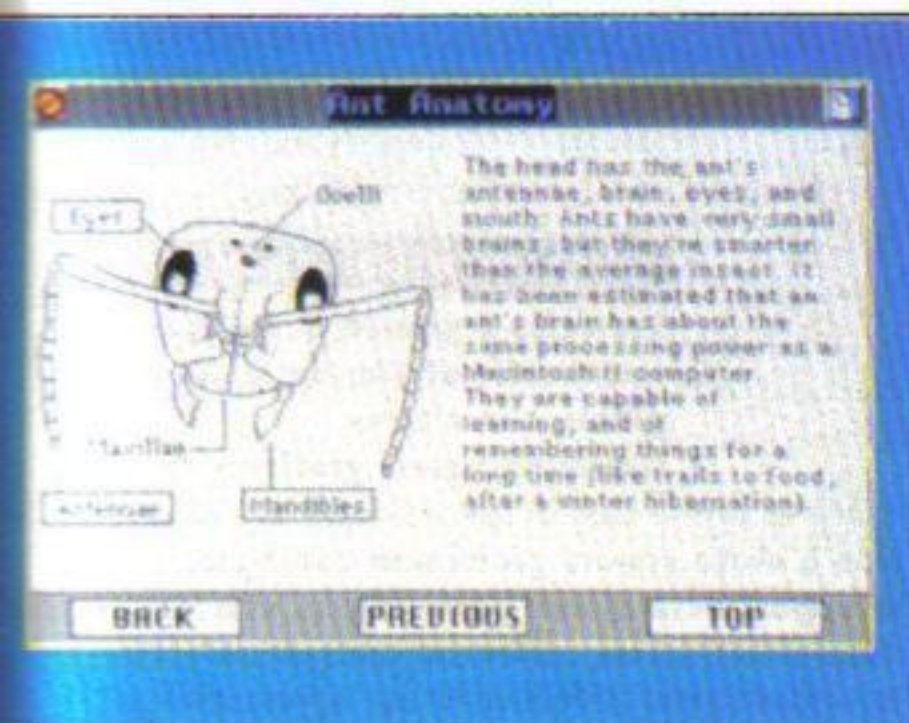 Ant Anatomy
Ocelli
Eyes
Maxillae
Antennae
Mandibles
The head has the ant's
antennae, brain, eyes, and
mouth. Ants have very small
brains, but they're smarter
than the average insect. It
has been estimated that an
ant's brain has about the
same processing power as a
Macintosh II computer.
They are capable of
learning, and of
remembering things for a
long time (like trails to food,
after a winter hibernation).
BACK
PREVIOUS
TOP